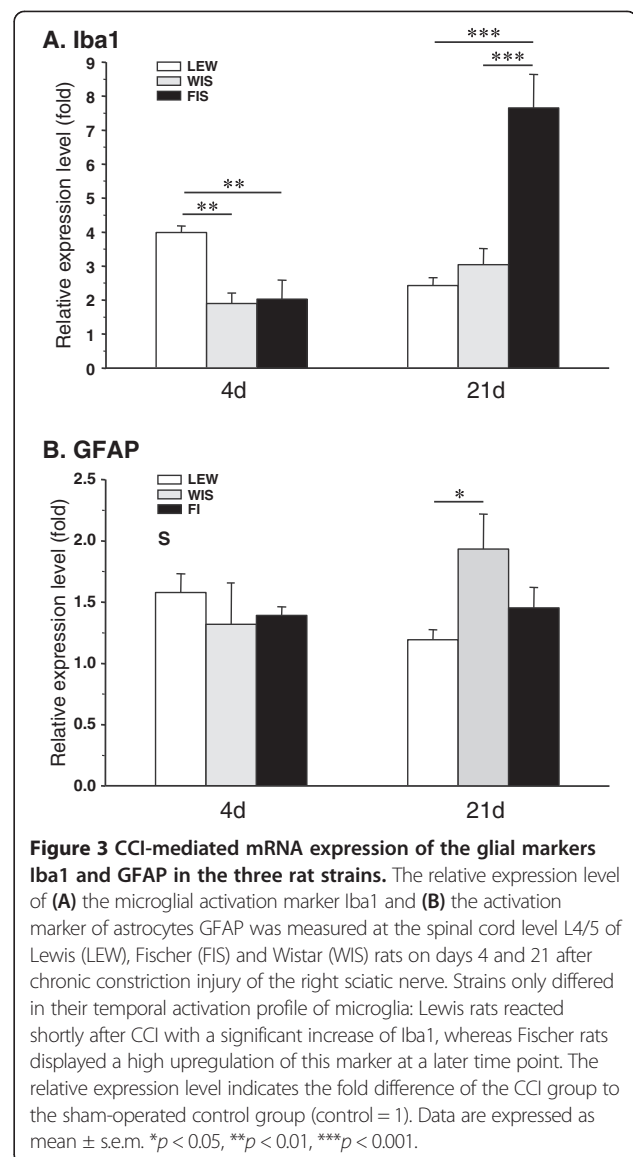 A. Iba1
***
***
**
**
LEW
WIS
FIS
Relative expression level (fold)
9
8
7
6
5
4
3
2
1
0
4d 21d
B. GFAP
*
LEW
WIS
FI
S
Relative expression level (fold)
2.5
2.0
1.5
1.0
0.5
0.0
4d 21d
Figure 3 CCI-mediated mRNA expression of the glial markers
Iba1 and GFAP in the three rat strains. The relative expression level
of (A) the microglial activation marker Iba1 and (B) the activation
marker of astrocytes GFAP was measured at the spinal cord level L4/5 of
Lewis (LEW), Fischer (FIS) and Wistar (WIS) rats on days 4 and 21 after
chronic constriction injury of the right sciatic nerve. Strains only differed
in their temporal activation profile of microglia: Lewis rats reacted
shortly after CCI with a significant increase of Iba1, whereas Fischer rats
displayed a high upregulation of this marker at a later time point. The
relative expression level indicates the fold difference of the CCI group to
the sham-operated control group (control = 1). Data are expressed as
mean ± s.e.m. *p < 0.05, **p < 0.01, ***p < 0.001.